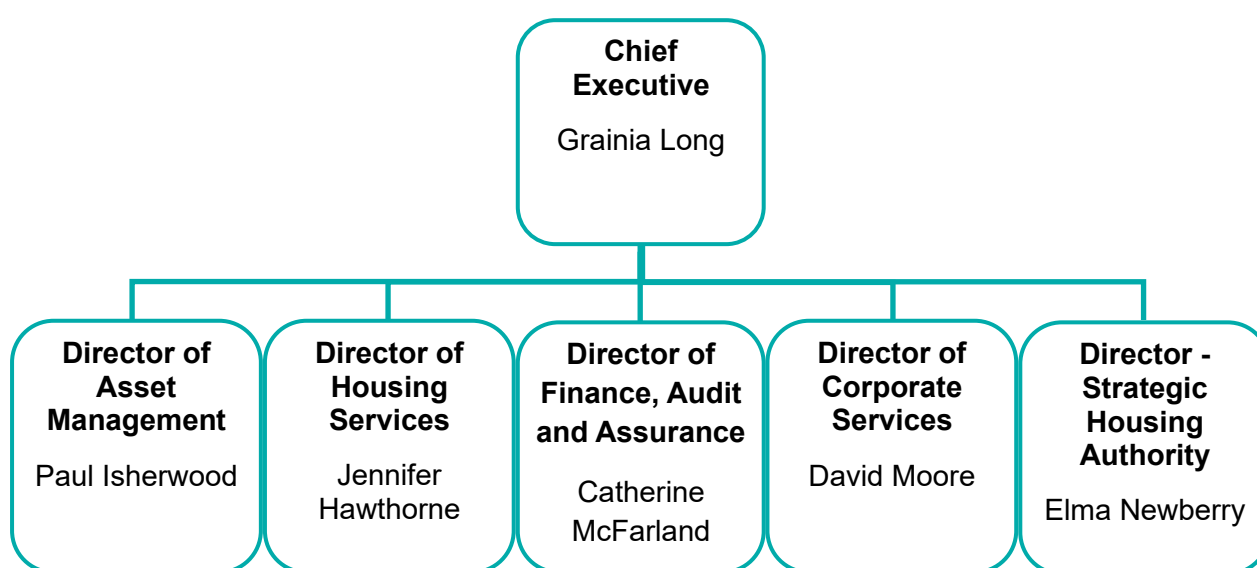 Chief
Executive
Grainia Long
Director of
Asset
Management
Paul Isherwood
Director of
Housing
Services
Jennifer
Hawthorne
Director of
Finance, Audit
and Assurance
Catherine
McFarland
Director of
Corporate
Services
David Moore
Director -
Strategic
Housing
Authority
Elma Newberry